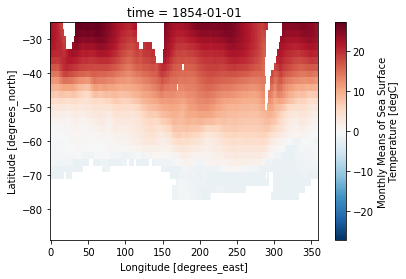 time = 1854-01-01
−30
−40
−50
−60
−70
−80
Latitude [degrees_north]
0 50 100 150 200 250 300 350
Longitude [degrees_east]
20
10
0
−10
−20
Monthly Means of Sea Surface
Temperature [degC]